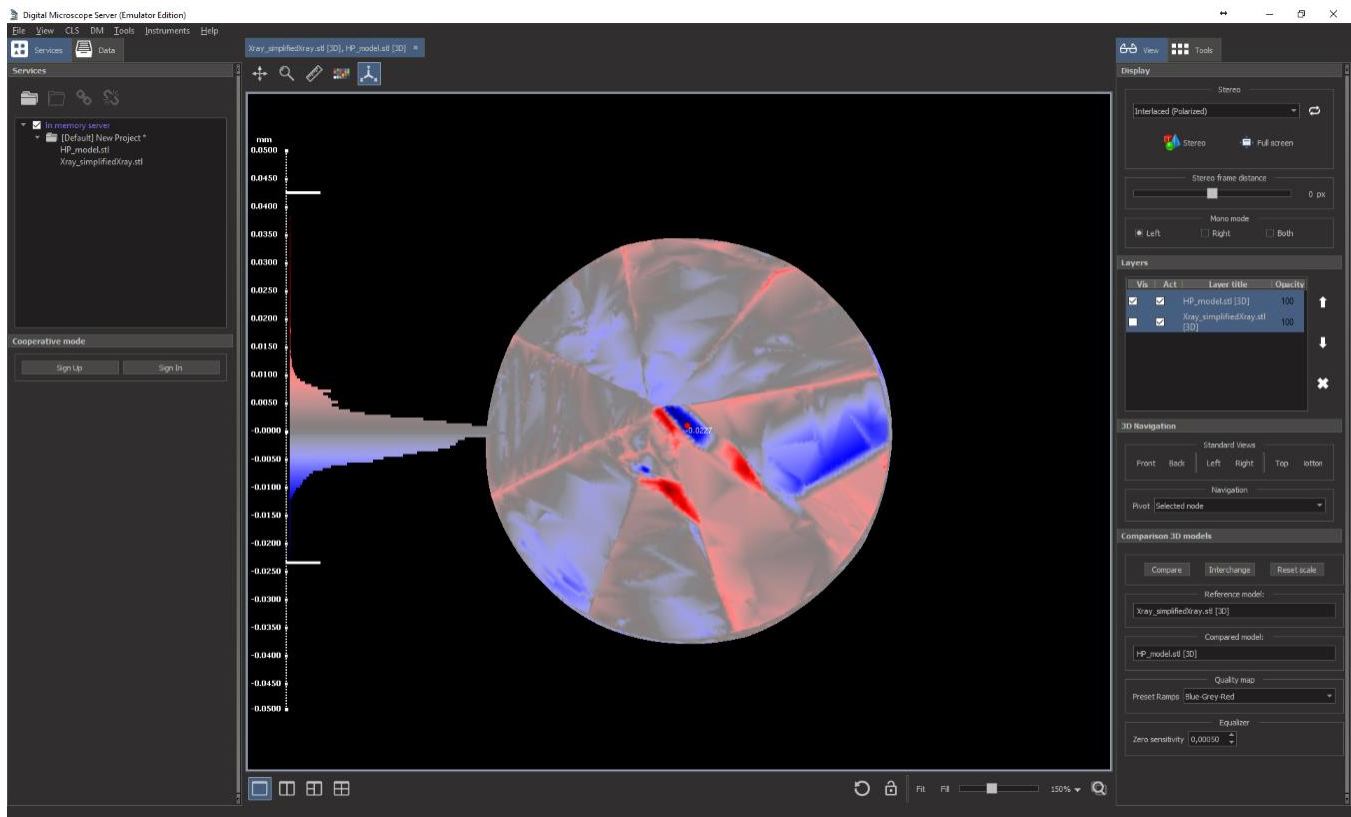 Digital Microscope Server (Emulator Edition)
File View CLS DM Tools Instruments Help
Services Data
Services
In memory server
[Default] New Project *
HP_model.stl
Xray_simplifiedXray.stl
Cooperative mode
Sign Up Sign In
Xray_simplifiedXray.stl [3D], HP_model.stl [3D] ×
mm
0.0500
0.0450
0.0400
0.0350
0.0300
0.0250
0.0200
0.0150
0.0100
0.0050
-0.0000
-0.0050
-0.0100
-0.0150
-0.0200
-0.0250
-0.0300
-0.0350
-0.0400
-0.0450
-0.0500
-0.0227
Fit Fill 150%
View Tools
Display
Stereo
Interlaced (Polarized)
Stereo Full screen
Stereo frame distance
0 px
Mono mode
Left Right Both
Layers
Vis Act Layer title Opacity
HP_model.stl [3D] 100
Xray_simplifiedXray.stl 100
[3D]
3D Navigation
Standard Views
Front Back Left Right Top
Navigation
Pivot Selected node
Comparison 3D models
Compare Interchange Reset scale
Reference model:
Xray_simplifiedXray.stl [3D]
Compared model:
HP_model.stl [3D]
Quality map
Preset Ramps Blue-Grey-Red
Equalizer
Zero sensitivity 0,00050